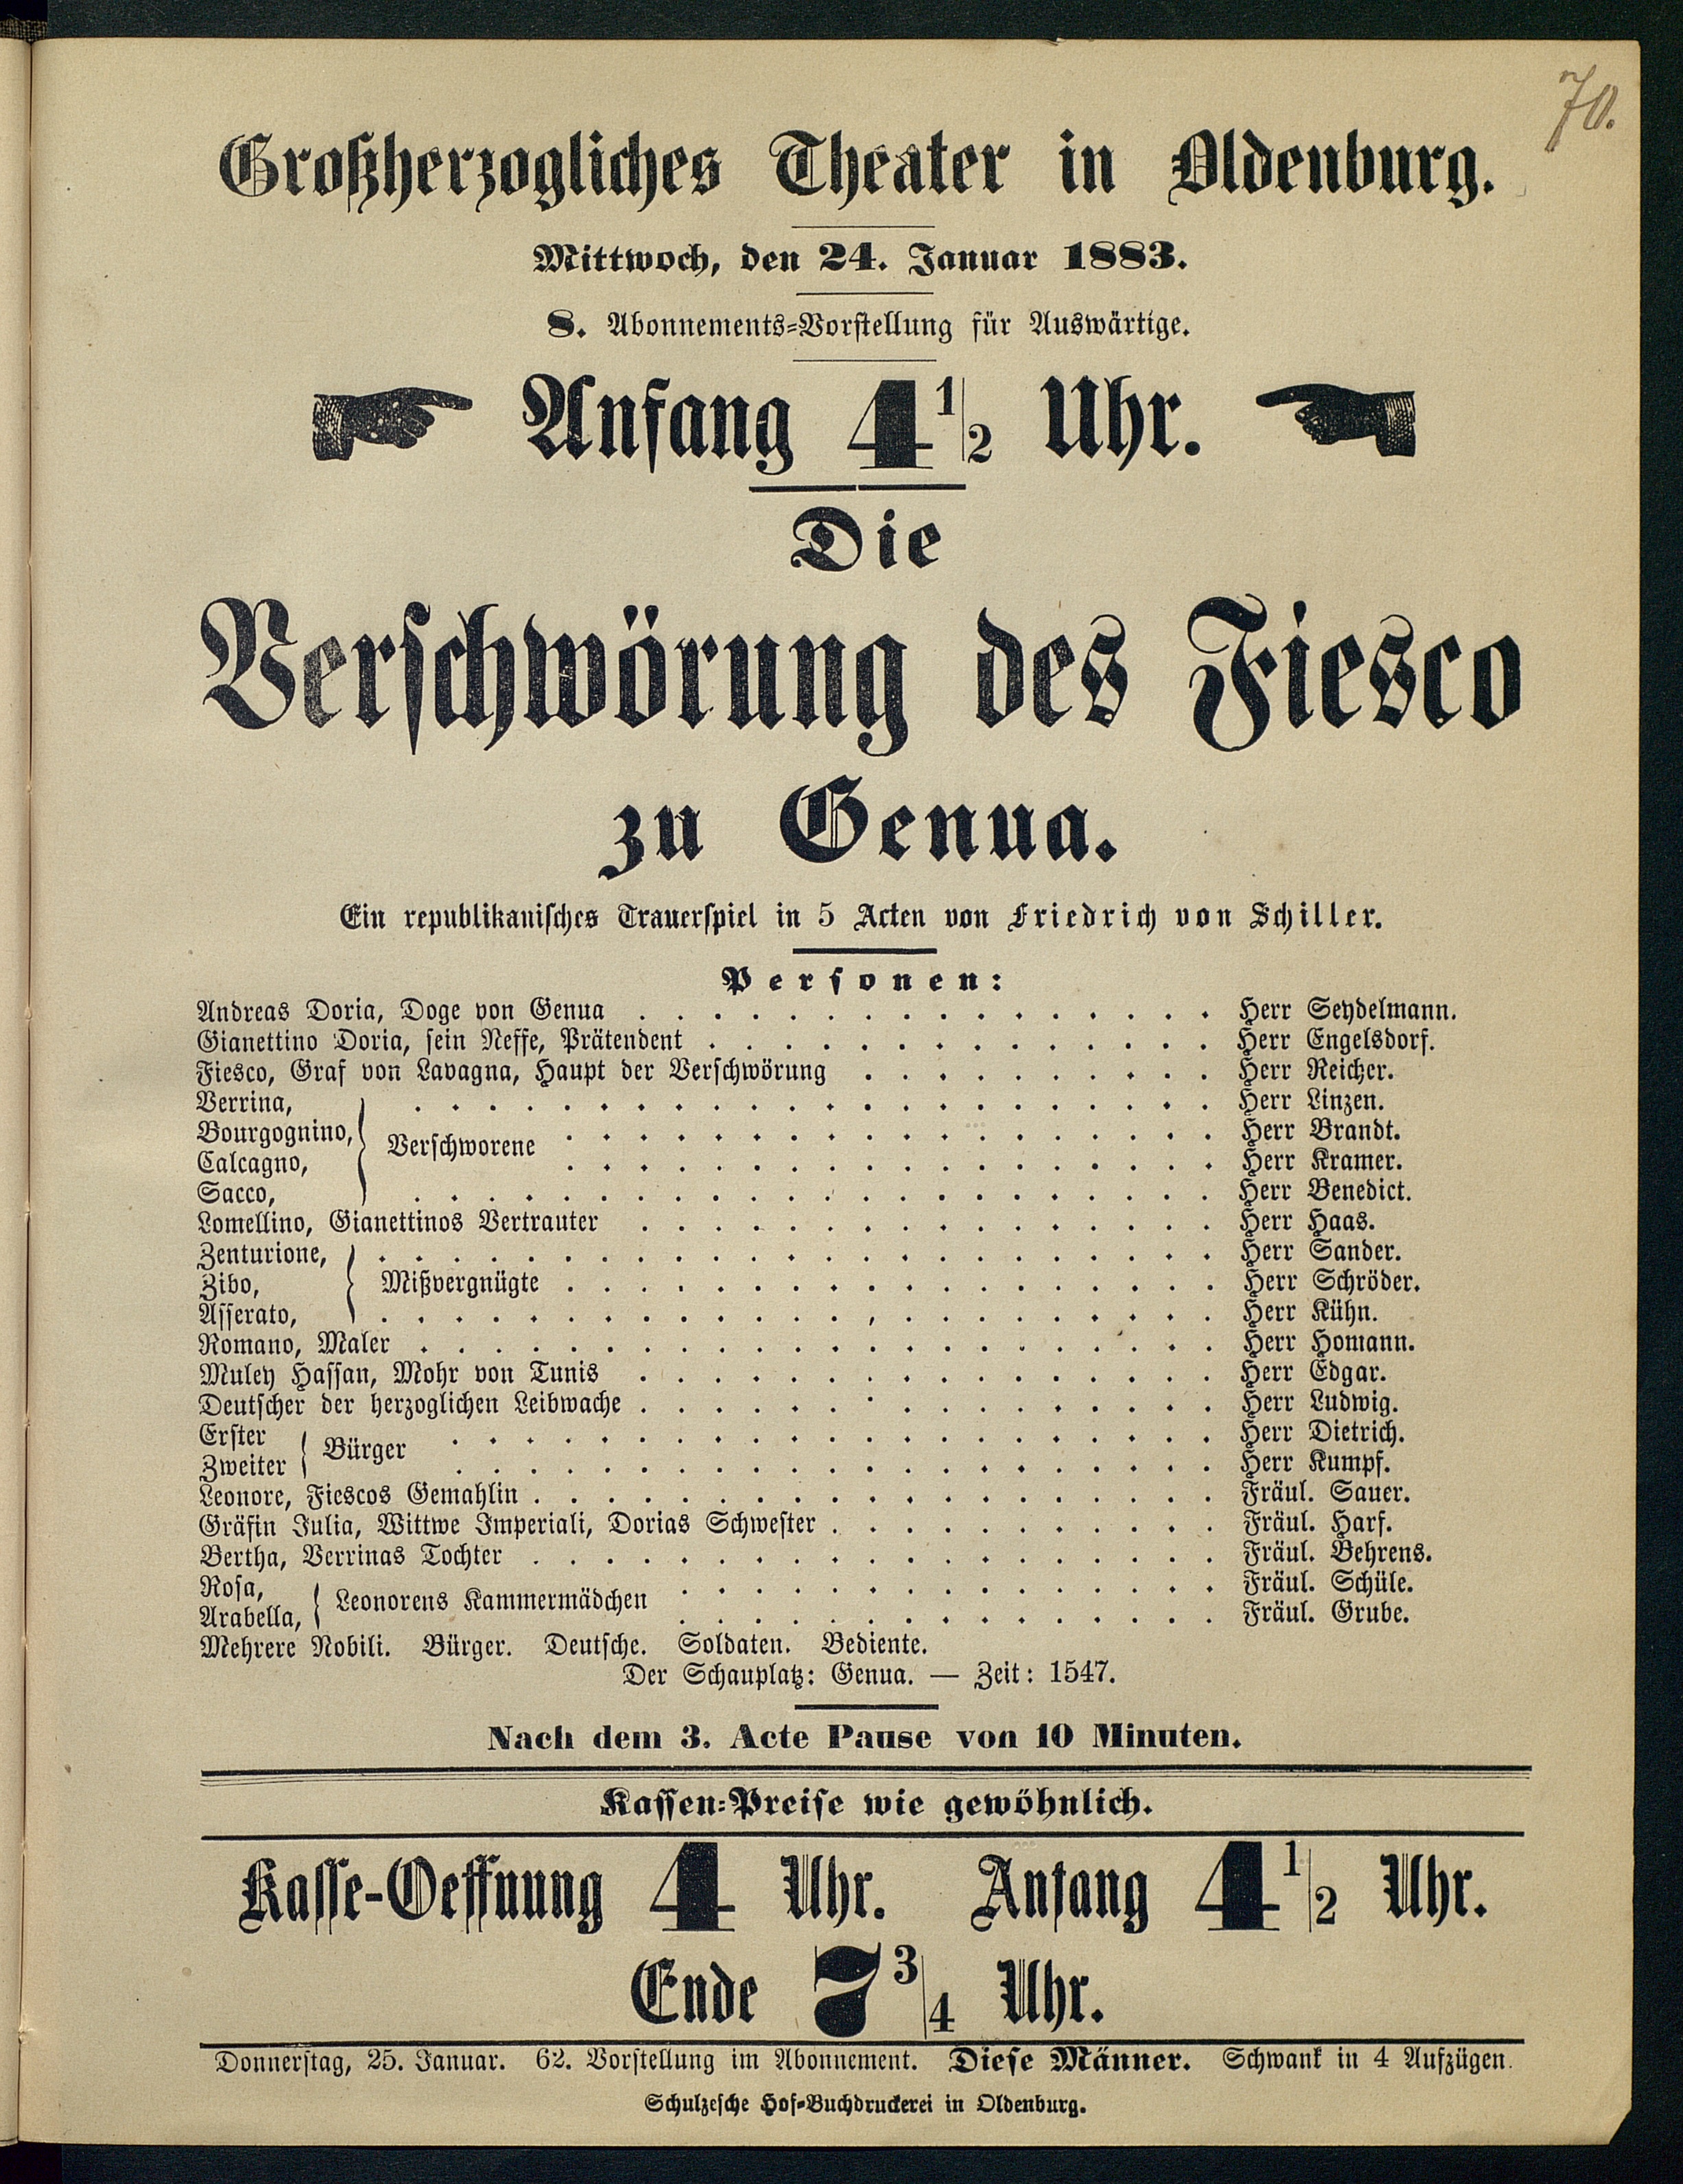 70.
Großherzogliches Theater in Oldenburg.
Mittwoch, den 24. Januar 1883.
8. Abonnements-Vorstellung für Auswärtige.
Anfang 4 1/2 Uhr.
Die
Verschwörung des Fiesco
zu Genua.
Ein republikanisches Trauerspiel in 5 Acten von Friedrich von Schiller.
Personen:
Andreas Doria, Doge von Genua . . . . . . . . . . . . . . . . Herr Seydelmann.
Gianettino Doria, sein Neffe, Prätendent . . . . . . . . . . . . . . Herr Engelsdorf.
Fiesco, Graf von Lavagna, Haupt der Verschwörung . . . . . . . . . . Herr Reicher.
Verrina, . . . . . . . . . . . . . . . . . . . . . . Herr Linzen.
Bourgognino, . . . . . . . . . . . . . . . . . . Herr Brandt.
Verschworene
Calcagno, . . . . . . . . . . . . . . . . . . Herr Kramer.
Sacco, . . . . . . . . . . . . . . . . . . . . . . Herr Benedict.
Lomellino, Gianettinos Vertrauter . . . . . . . . . . . . . . . . Herr Haas.
Zenturione, . . . . . . . . . . . . . . . . . . . . . . . Herr Sander.
Zibo, Mißvergnügte . . . . . . . . . . . . . . . . . . Herr Schröder.
Asserato, . . . . . . . . . . . . . . . . . . . . . . . Herr Kühn.
Romano, Maler . . . . . . . . . . . . . . . . . . . . . . Herr Homann.
Muley Hassan, Mohr von Tunis . . . . . . . . . . . . . . . . Herr Edgar.
Deutscher der herzoglichen Leibwache . . . . . . . . . . . . . . . . Herr Ludwig.
Erster . . . . . . . . . . . . . . . . . . . . . Herr Dietrich.
Bürger
Zweiter . . . . . . . . . . . . . . . . . . . . . Herr Kumpf.
Leonore, Fiescos Gemahlin . . . . . . . . . . . . . . . . . . . Fräul. Sauer.
Gräfin Julia, Wittwe Imperiali, Dorias Schwester . . . . . . . . . . . Fräul. Harf.
Bertha, Verrinas Tochter . . . . . . . . . . . . . . . . . . . Fräul. Behrens.
Rosa, . . . . . . . . . . . . . . . Fräul. Schüle.
Leonorens Kammermädchen
Arabella, . . . . . . . . . . . . . . . Fräul. Grube.
Mehrere Nobili. Bürger. Deutsche. Soldaten. Bediente.
Der Schauplatz: Genua. — Zeit: 1547.
Nach dem 3. Acte Pause von 10 Minuten.
Kassen-Preise wie gewöhnlich.
Kasse-Oeffnung 4 Uhr. Anfang 4 1/2 Uhr.
Ende 7 3/4 Uhr.
Donnerstag, 25. Januar. 62. Vorstellung im Abonnement. Diese Männer. Schwank in 4 Aufzügen.
Schulzesche Hof-Buchdruckerei in Oldenburg.